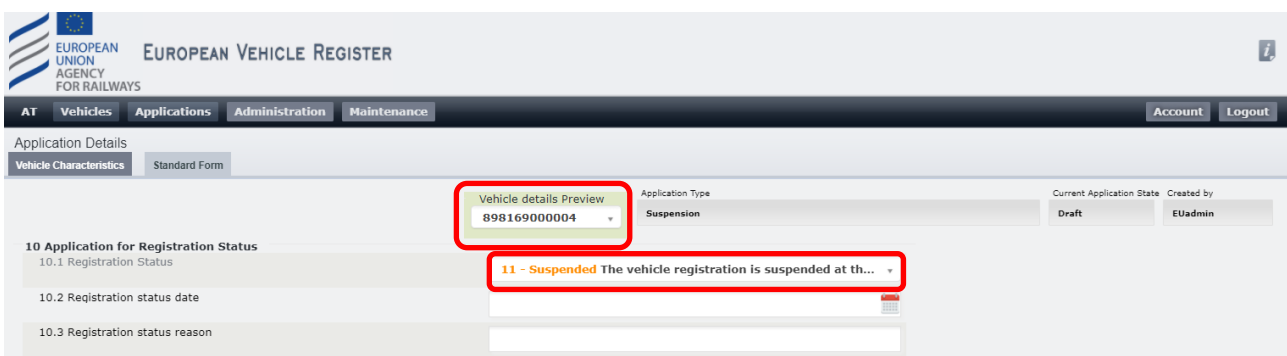 EUROPEAN
UNION
AGENCY
FOR RAILWAYS
EUROPEAN VEHICLE REGISTER
i
AT Vehicles Applications Administration Maintenance Account Logout
Application Details
Vehicle Characteristics Standard Form
Vehicle details Preview Application Type Current Application State Created by
898169000004 Suspension Draft EUadmin
10 Application for Registration Status
10.1 Registration Status 11 - Suspended The vehicle registration is suspended at th...
10.2 Registration status date
10.3 Registration status reason